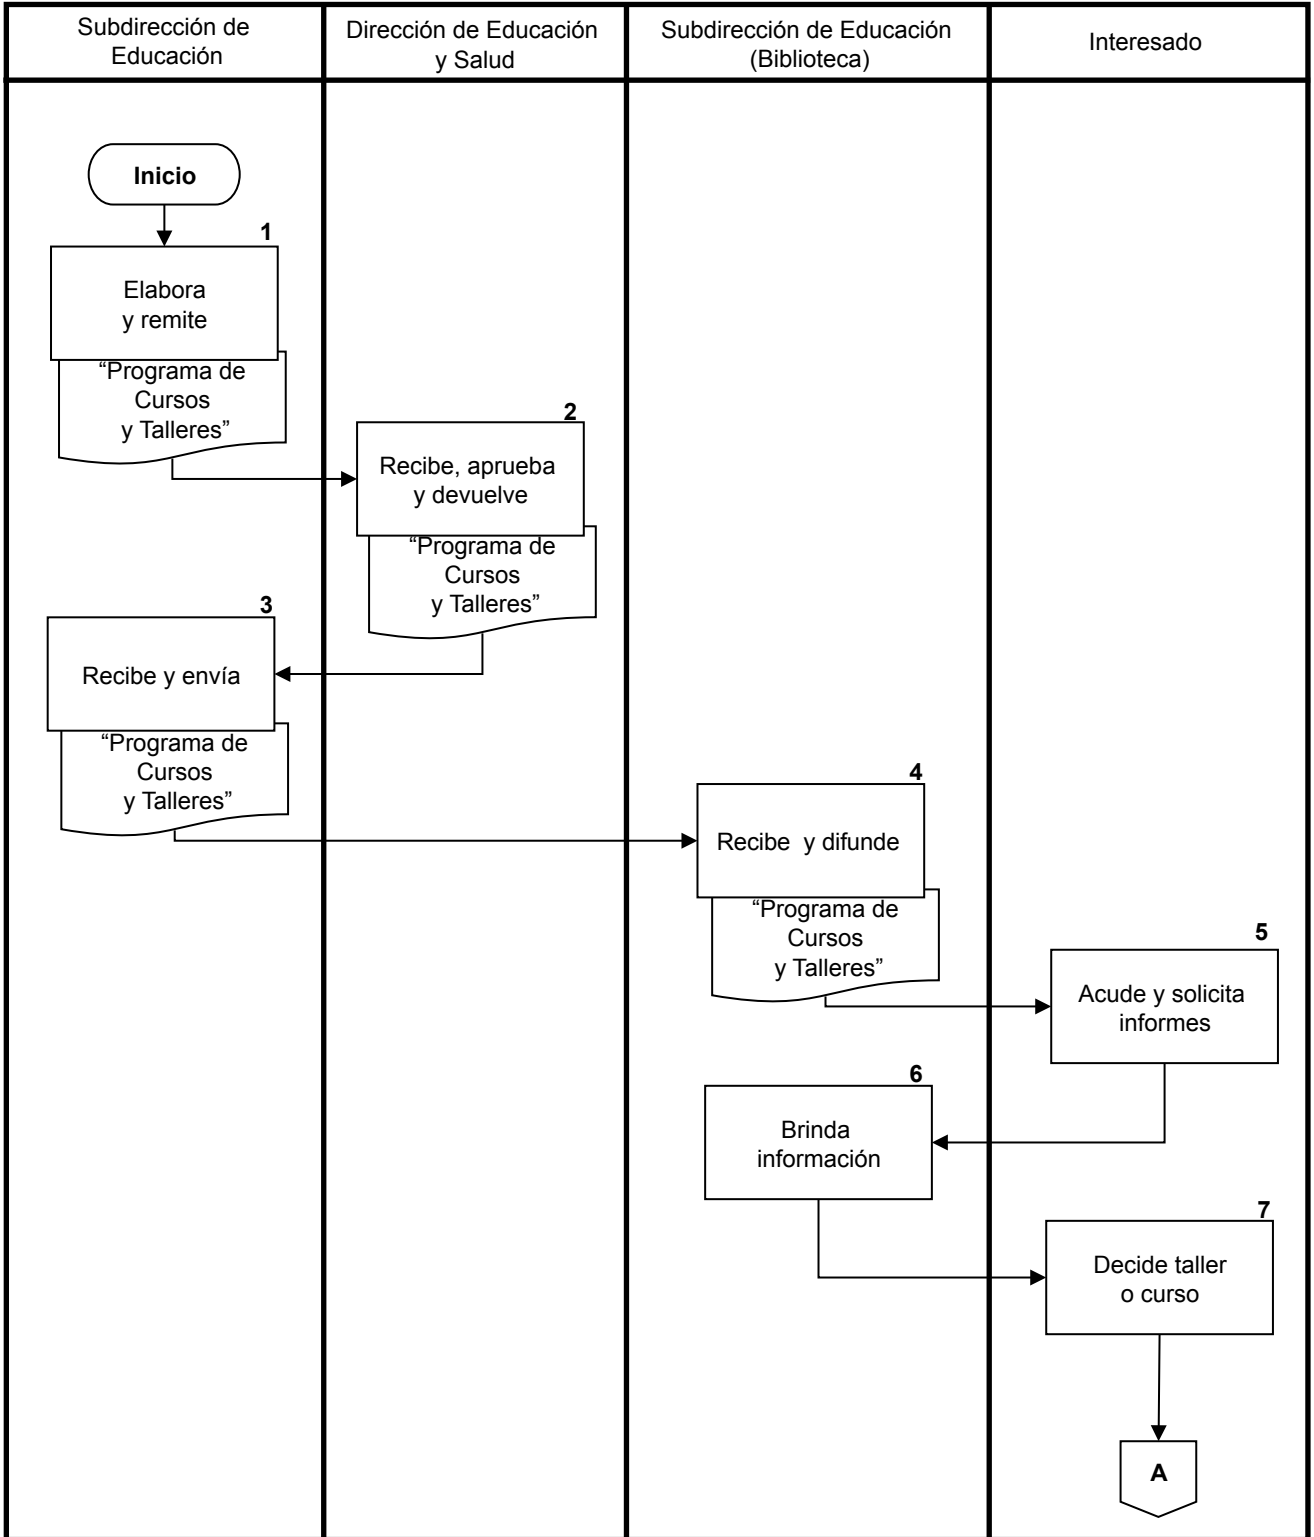 Subdirección de
Educación
Dirección de Educación
y Salud
Subdirección de Educación
(Biblioteca)
Interesado
Inicio
1
Elabora
y remite
“Programa de
Cursos
y Talleres”
2
Recibe, aprueba
y devuelve
“Programa de
Cursos
y Talleres”
3
Recibe y envía
“Programa de
Cursos
y Talleres”
4
Recibe y difunde
“Programa de
Cursos
y Talleres”
5
Acude y solicita
informes
6
Brinda
información
7
Decide taller
o curso
A